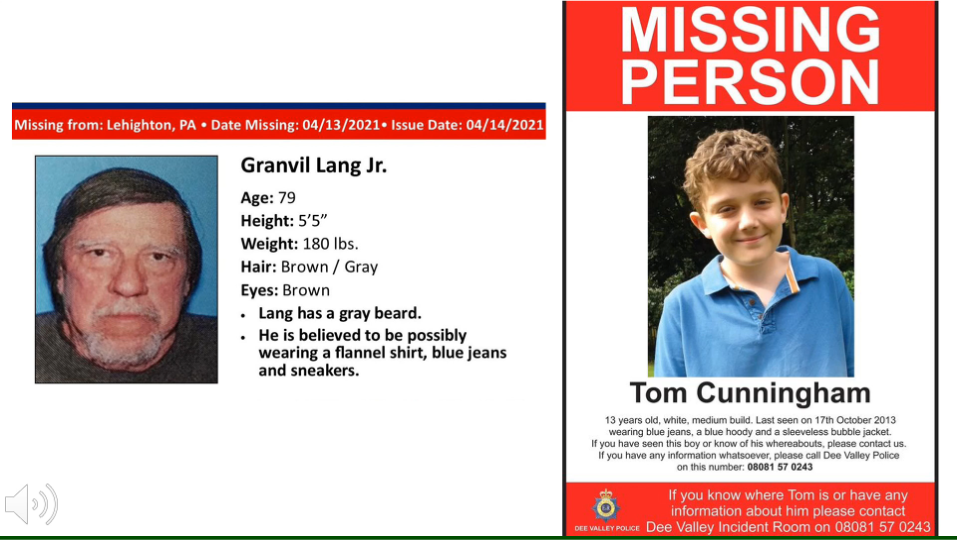 Missing from: Lehighton, PA • Date Missing: 04/13/2021• Issue Date: 04/14/2021
Granvil Lang Jr.
Age: 79
Height: 5’5”
Weight: 180 lbs.
Hair: Brown / Gray
Eyes: Brown
• Lang has a gray beard.
• He is believed to be possibly
wearing a flannel shirt, blue jeans
and sneakers.
MISSING
PERSON
Tom Cunningham
13 years old, white, medium build. Last seen on 17th October 2013
wearing blue jeans, a blue hoody and a sleeveless bubble jacket.
If you have seen this boy or know of his whereabouts, please contact us.
If you have any information whatsoever, please call Dee Valley Police
on this number: 08081 57 0243
DEE VALLEY POLICE
If you know where Tom is or have any
information about him please contact
Dee Valley Incident Room on 08081 57 0243